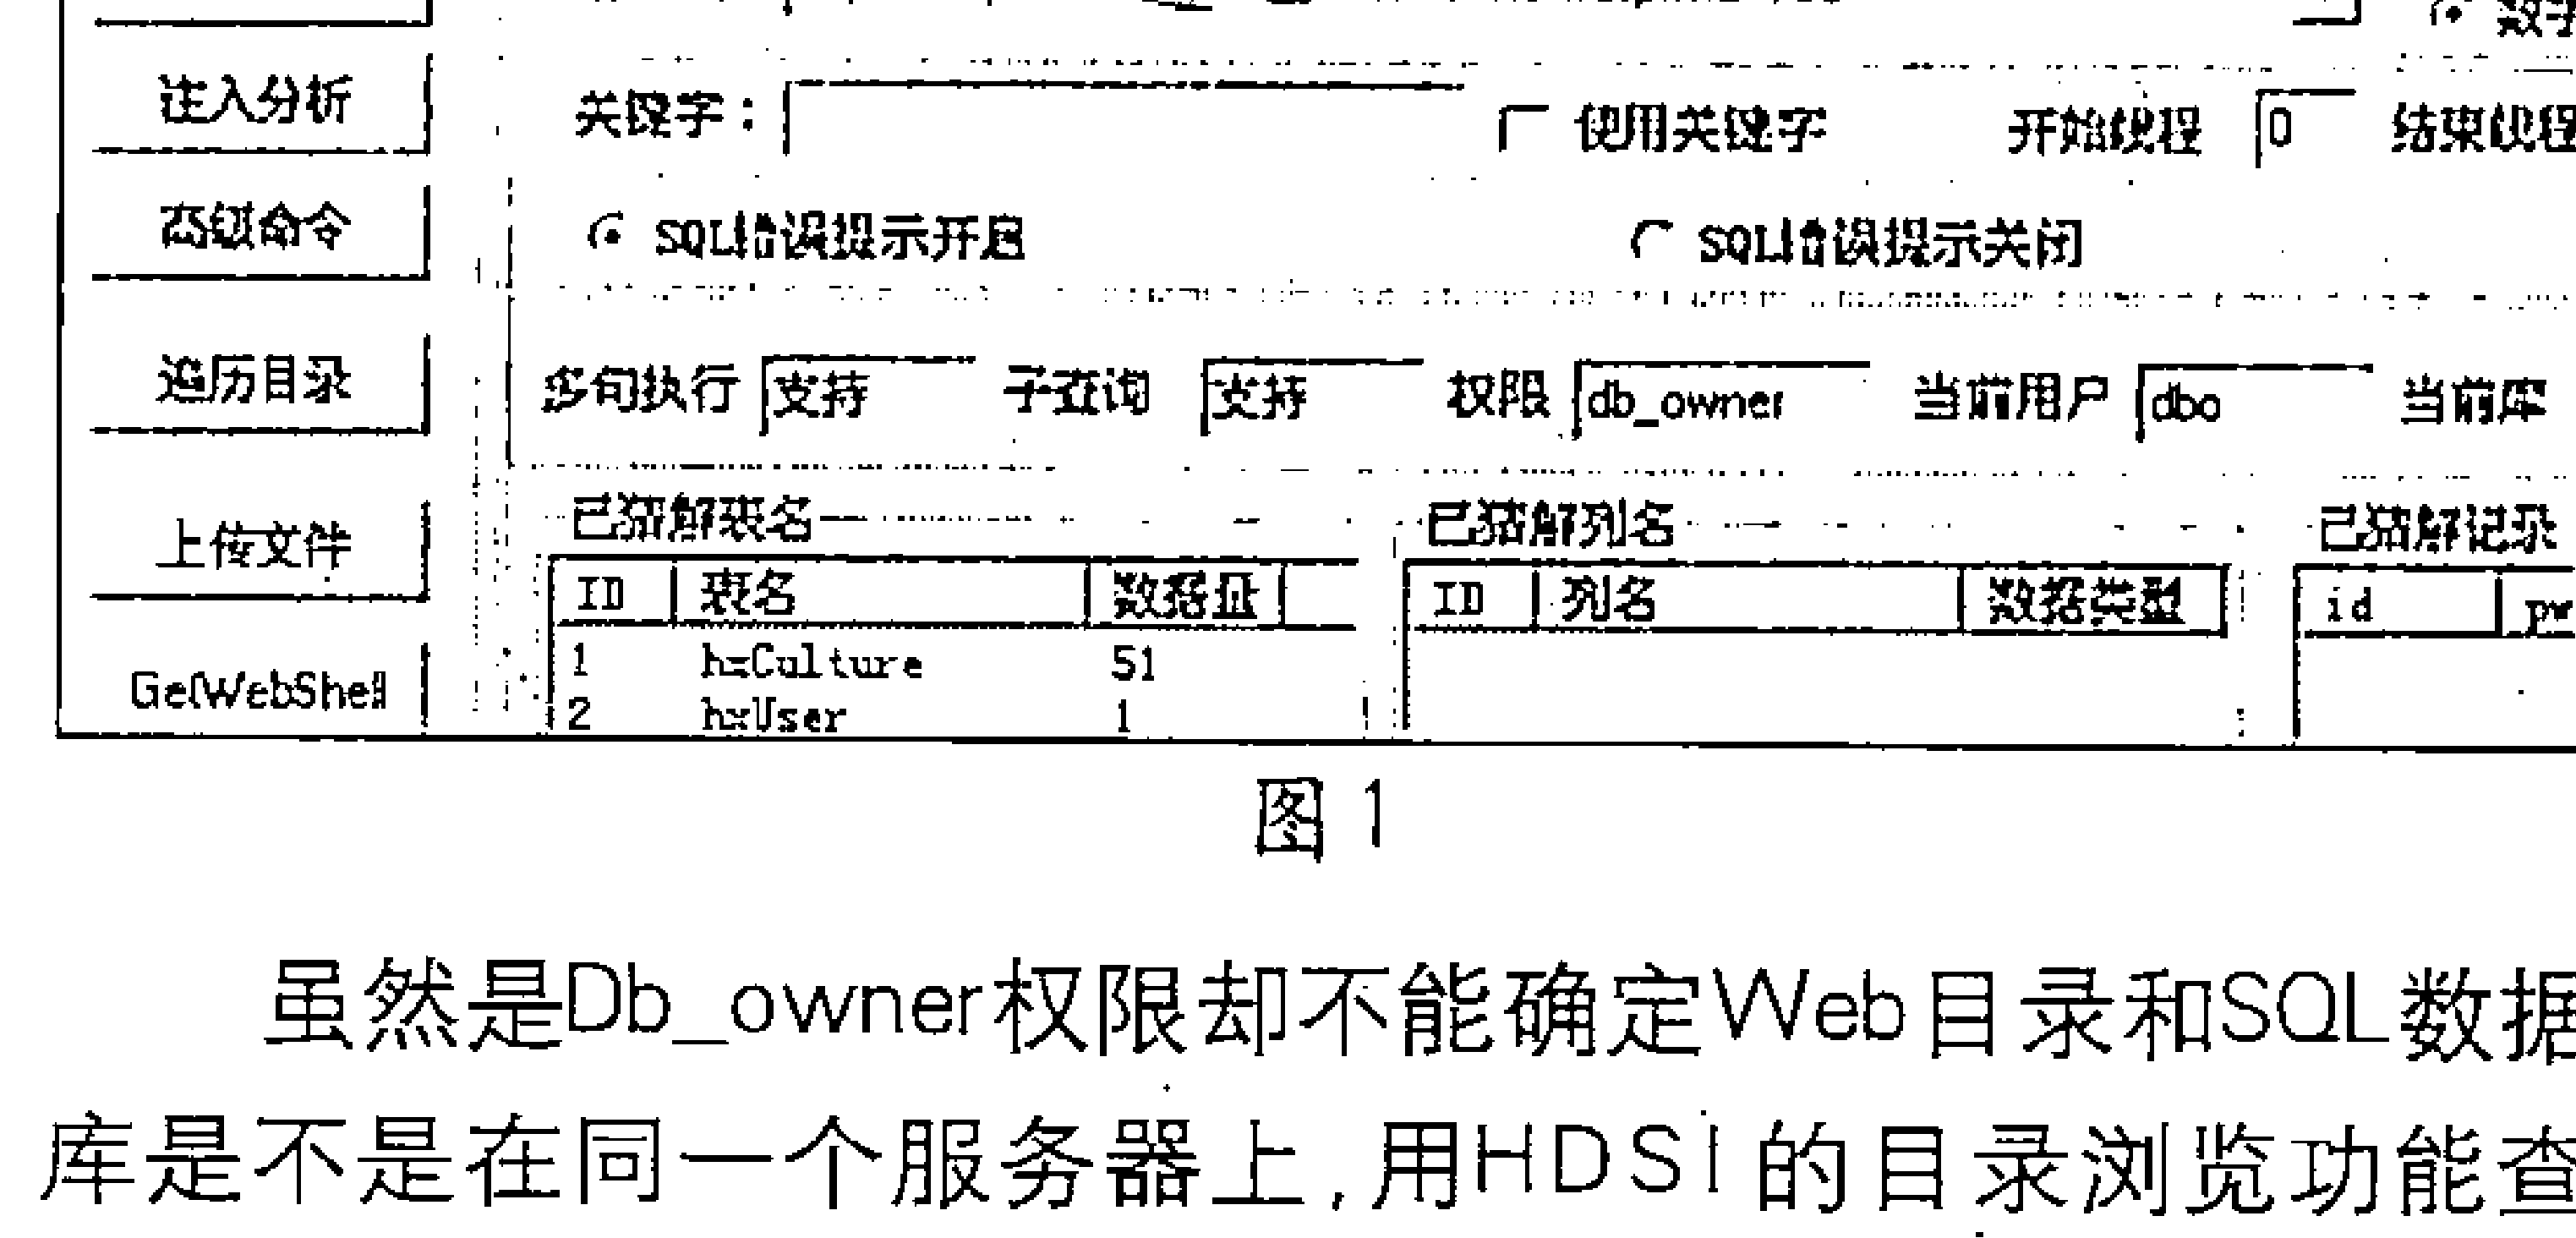 注入分析
关键字：
使用关键字 开始线程 0 结束线程
高级命令
SQL错误提示开启 SQL错误提示关闭
遍历目录
多句执行 支持 子查询 支持 权限 db_owner 当前用户 dbo 当前库
上传文件
已猜解表名 已猜解列名 已猜解记录
ID 表名 数据量 ID 列名 数据类型 id
1 hxCulture 51
GetWebShell
2 hxUser 1
图 1
虽然是Db_owner权限却不能确定Web目录和SQL数据
库是不是在同一个服务器上,用HDSI的目录浏览功能查